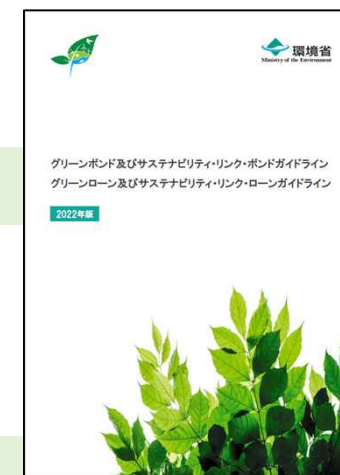 環境省
Ministry of the Environment
グリーンボンド及びサステナビリティ・リンク・ボンドガイドライン
グリーンローン及びサステナビリティ・リンク・ローンガイドライン
2022年版